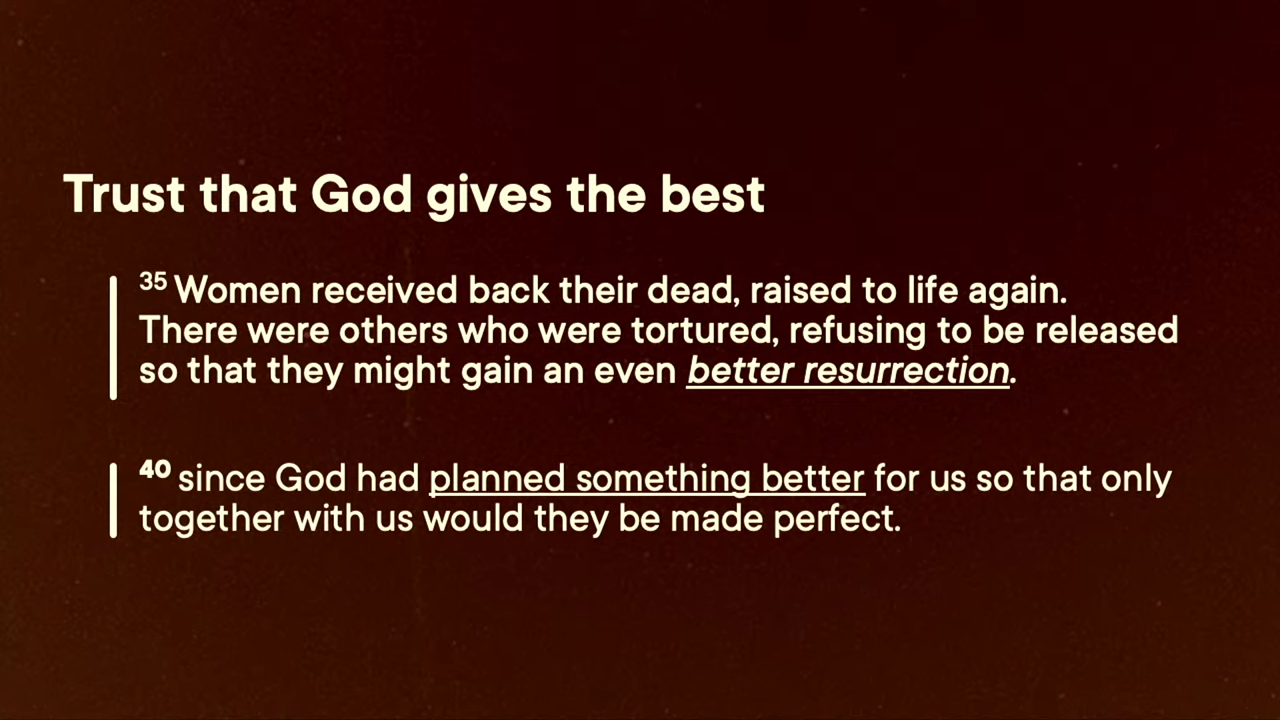 Trust that God gives the best
35 Women received back their dead, raised to life again.
There were others who were tortured, refusing to be released
so that they might gain an even better resurrection.
40 since God had planned something better for us so that only
together with us would they be made perfect.